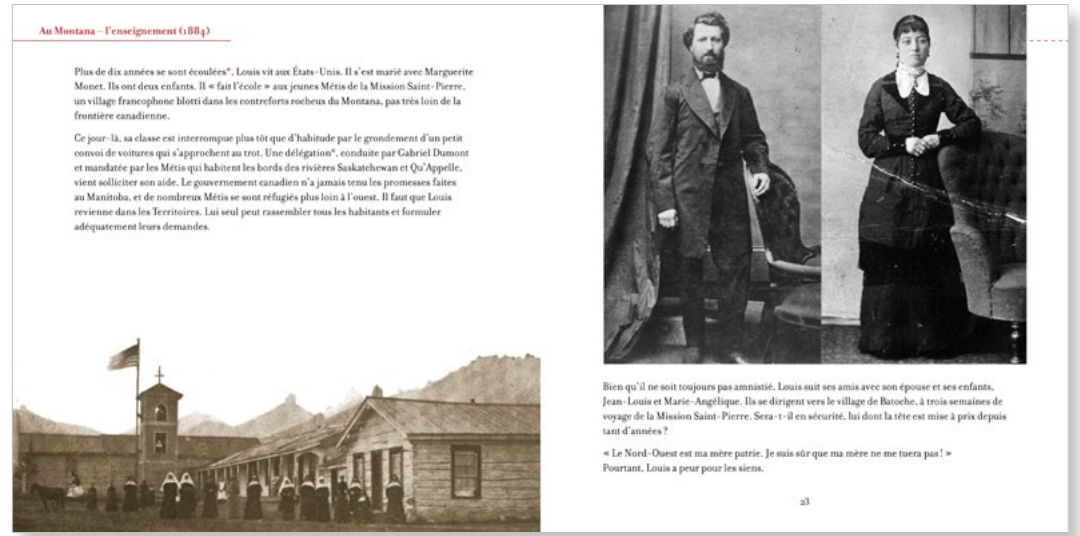 Au Montana – l'enseignement (1884)
Plus de dix années se sont écoulées*, Louis vit aux États-Unis. Il s'est marié avec Marguerite
Monet. Ils ont deux enfants. Il « fait l'école » aux jeunes Métis de la Mission Saint-Pierre,
un village francophone blotti dans les contreforts rocheux du Montana, pas très loin de la
frontière canadienne.
Ce jour-là, sa classe est interrompue plus tôt que d'habitude par le grondement d'un petit
convoi de voitures qui s'approchent au trot. Une délégation*, conduite par Gabriel Dumont
et mandatée par les Métis qui habitent les bords des rivières Saskatchewan et Qu'Appelle,
vient solliciter son aide. Le gouvernement canadien n'a jamais tenu les promesses faites
au Manitoba, et de nombreux Métis se sont réfugiés plus loin à l'ouest. Il faut que Louis
revienne dans les Territoires. Lui seul peut rassembler tous les habitants et formuler
adéquatement leurs demandes.
Bien qu'il ne soit toujours pas amnistié, Louis suit ses amis avec son épouse et ses enfants,
Jean-Louis et Marie-Angélique. Ils se dirigent vers le village de Batoche, à trois semaines de
voyage de la Mission Saint-Pierre. Sera-t-il en sécurité, lui dont la tête est mise à prix depuis
tant d'années ?
« Le Nord-Ouest est ma mère patrie. Je suis sûr que ma mère ne me tuera pas ! »
Pourtant, Louis a peur pour les siens.
23